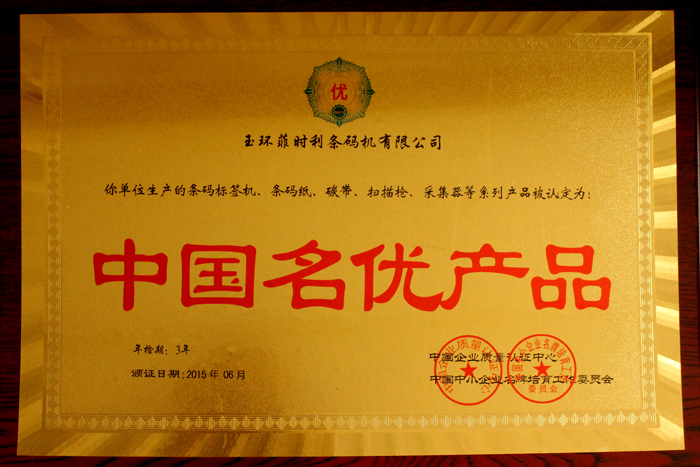 优
玉环菲时利条码机有限公司
你单位生产的条码标签机、条码纸、碳带、扫描枪、采集器等系列产品被认定为：
中国名优产品
年检期：3年
颁证日期：2015年06月
中国企业质量认证中心
中国中小企业名牌培育工作委员会